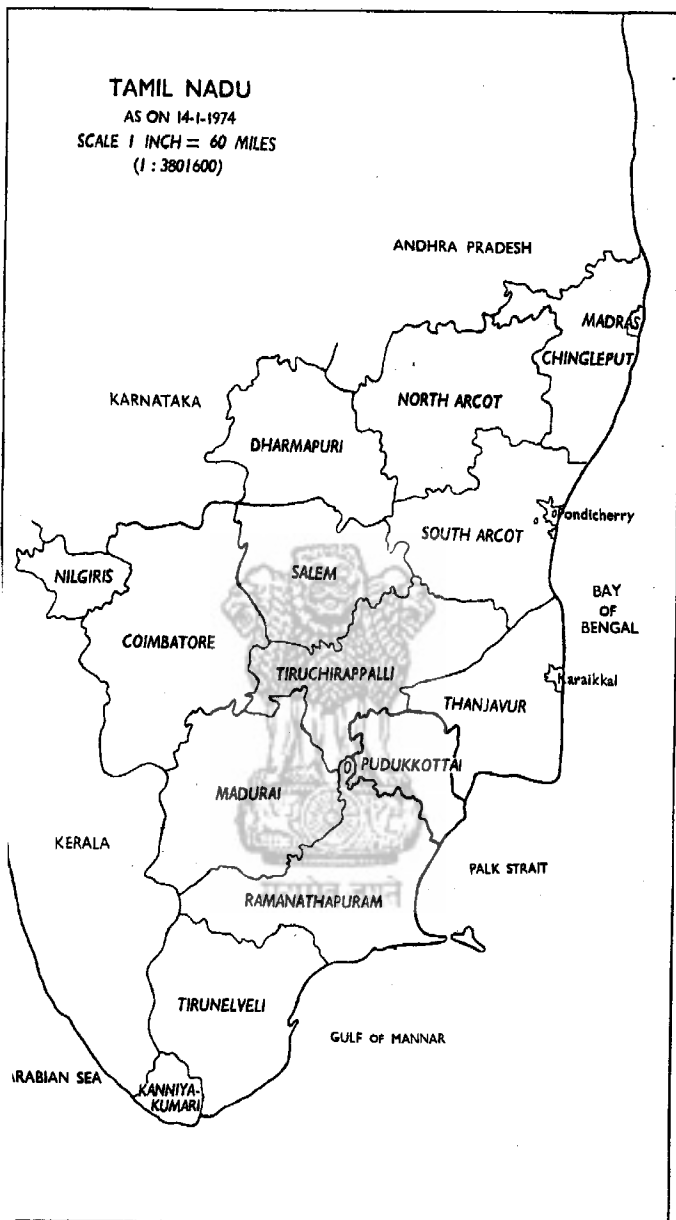 TAMIL NADU
AS ON 14-1-1974
SCALE 1 INCH = 60 MILES
(1 : 3801600)
ANDHRA PRADESH
MADRAS
CHINGLEPUT
KARNATAKA
NORTH ARCOT
DHARMAPURI
Pondicherry
SOUTH ARCOT
NILGIRIS
SALEM
BAY
OF
BENGAL
COIMBATORE
TIRUCHIRAPPALLI
Karaikkal
THANJAVUR
PUDUKKOTTAI
MADURAI
KERALA
PALK STRAIT
RAMANATHAPURAM
TIRUNELVELI
GULF OF MANNAR
ARABIAN SEA
KANNIYA-
KUMARI